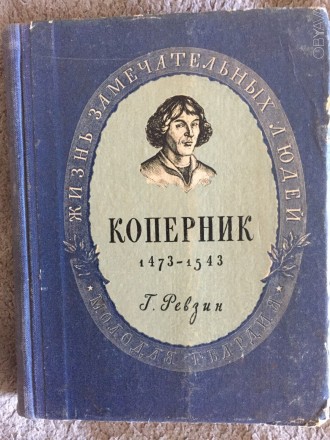 ЖИЗНЬ ЗАМЕЧАТЕЛЬНЫХ ЛЮДЕЙ
КОПЕРНИК
1473-1543
Г. Ревзин
МОЛОДАЯ ГВАРДИЯ